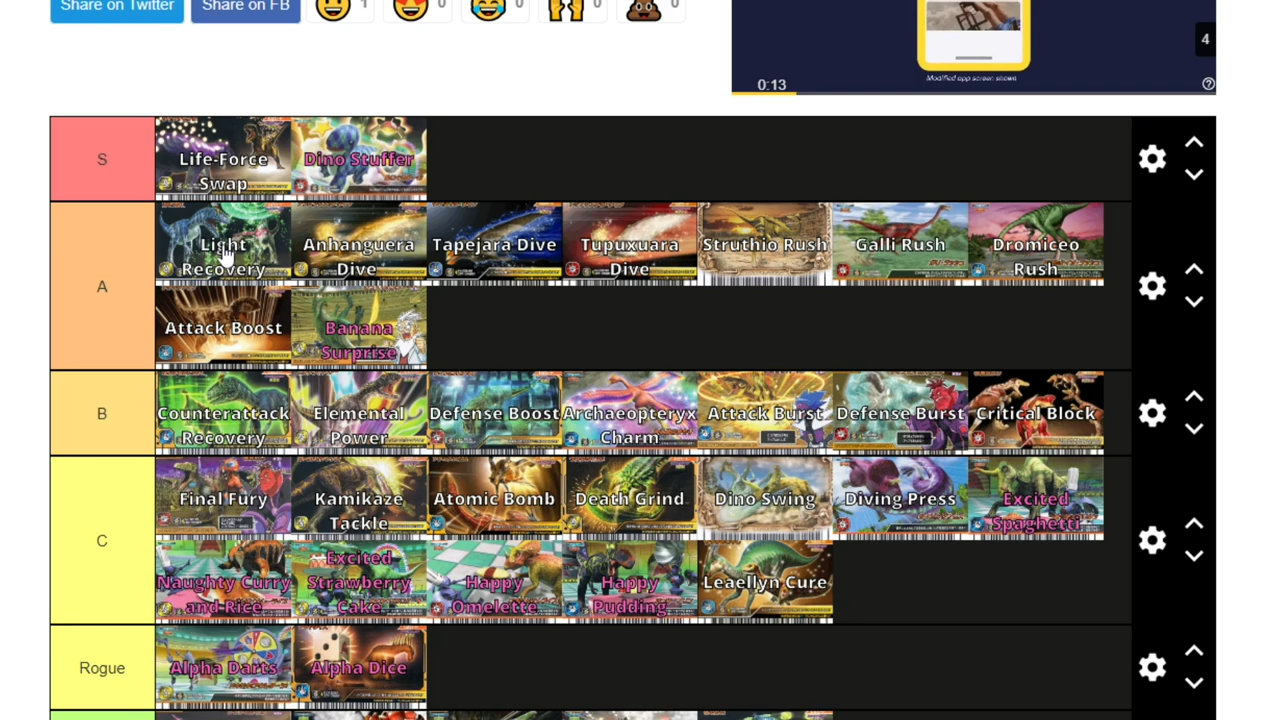 Share on Twitter
Share on FB
1
0
0
0
0
4
Modified app screen shown
0:13
S
Life-Force
Swap
Dino Stuffer
A
Light
Recovery
Anhanguera
Dive
Tapejara Dive
Tupuxuara
Dive
Struthio Rush
Galli Rush
Dromiceo
Rush
Attack Boost
Banana
Surprise
B
Counterattack
Recovery
Elemental
Power
Defense Boost
Archaeopteryx
Charm
Attack Burst
Defense Burst
Critical Block
C
Final Fury
Kamikaze
Tackle
Atomic Bomb
Death Grind
Dino Swing
Diving Press
Excited
Spaghetti
Naughty Curry
and Rice
Excited
Strawberry
Cake
Happy
Omelette
Happy
Pudding
Leaellyn Cure
Rogue
Alpha Darts
Alpha Dice